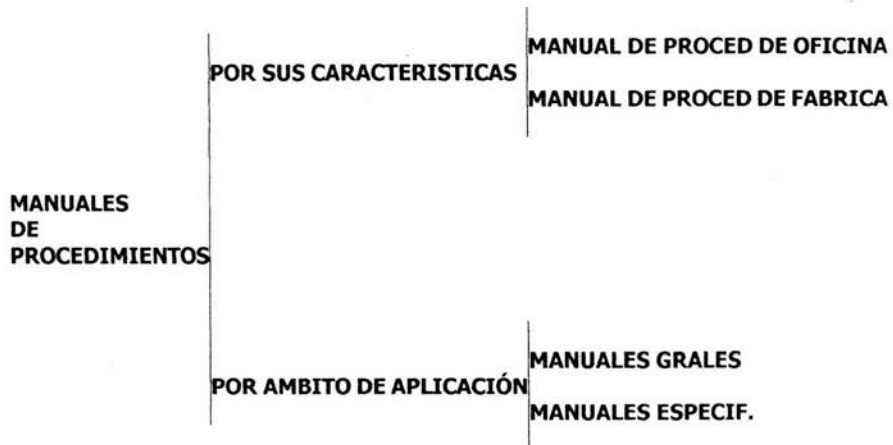 MANUALES
DE
PROCEDIMIENTOS
POR SUS CARACTERISTICAS
MANUAL DE PROCED DE OFICINA
MANUAL DE PROCED DE FABRICA
POR AMBITO DE APLICACIÓN
MANUALES GRALES
MANUALES ESPECIF.